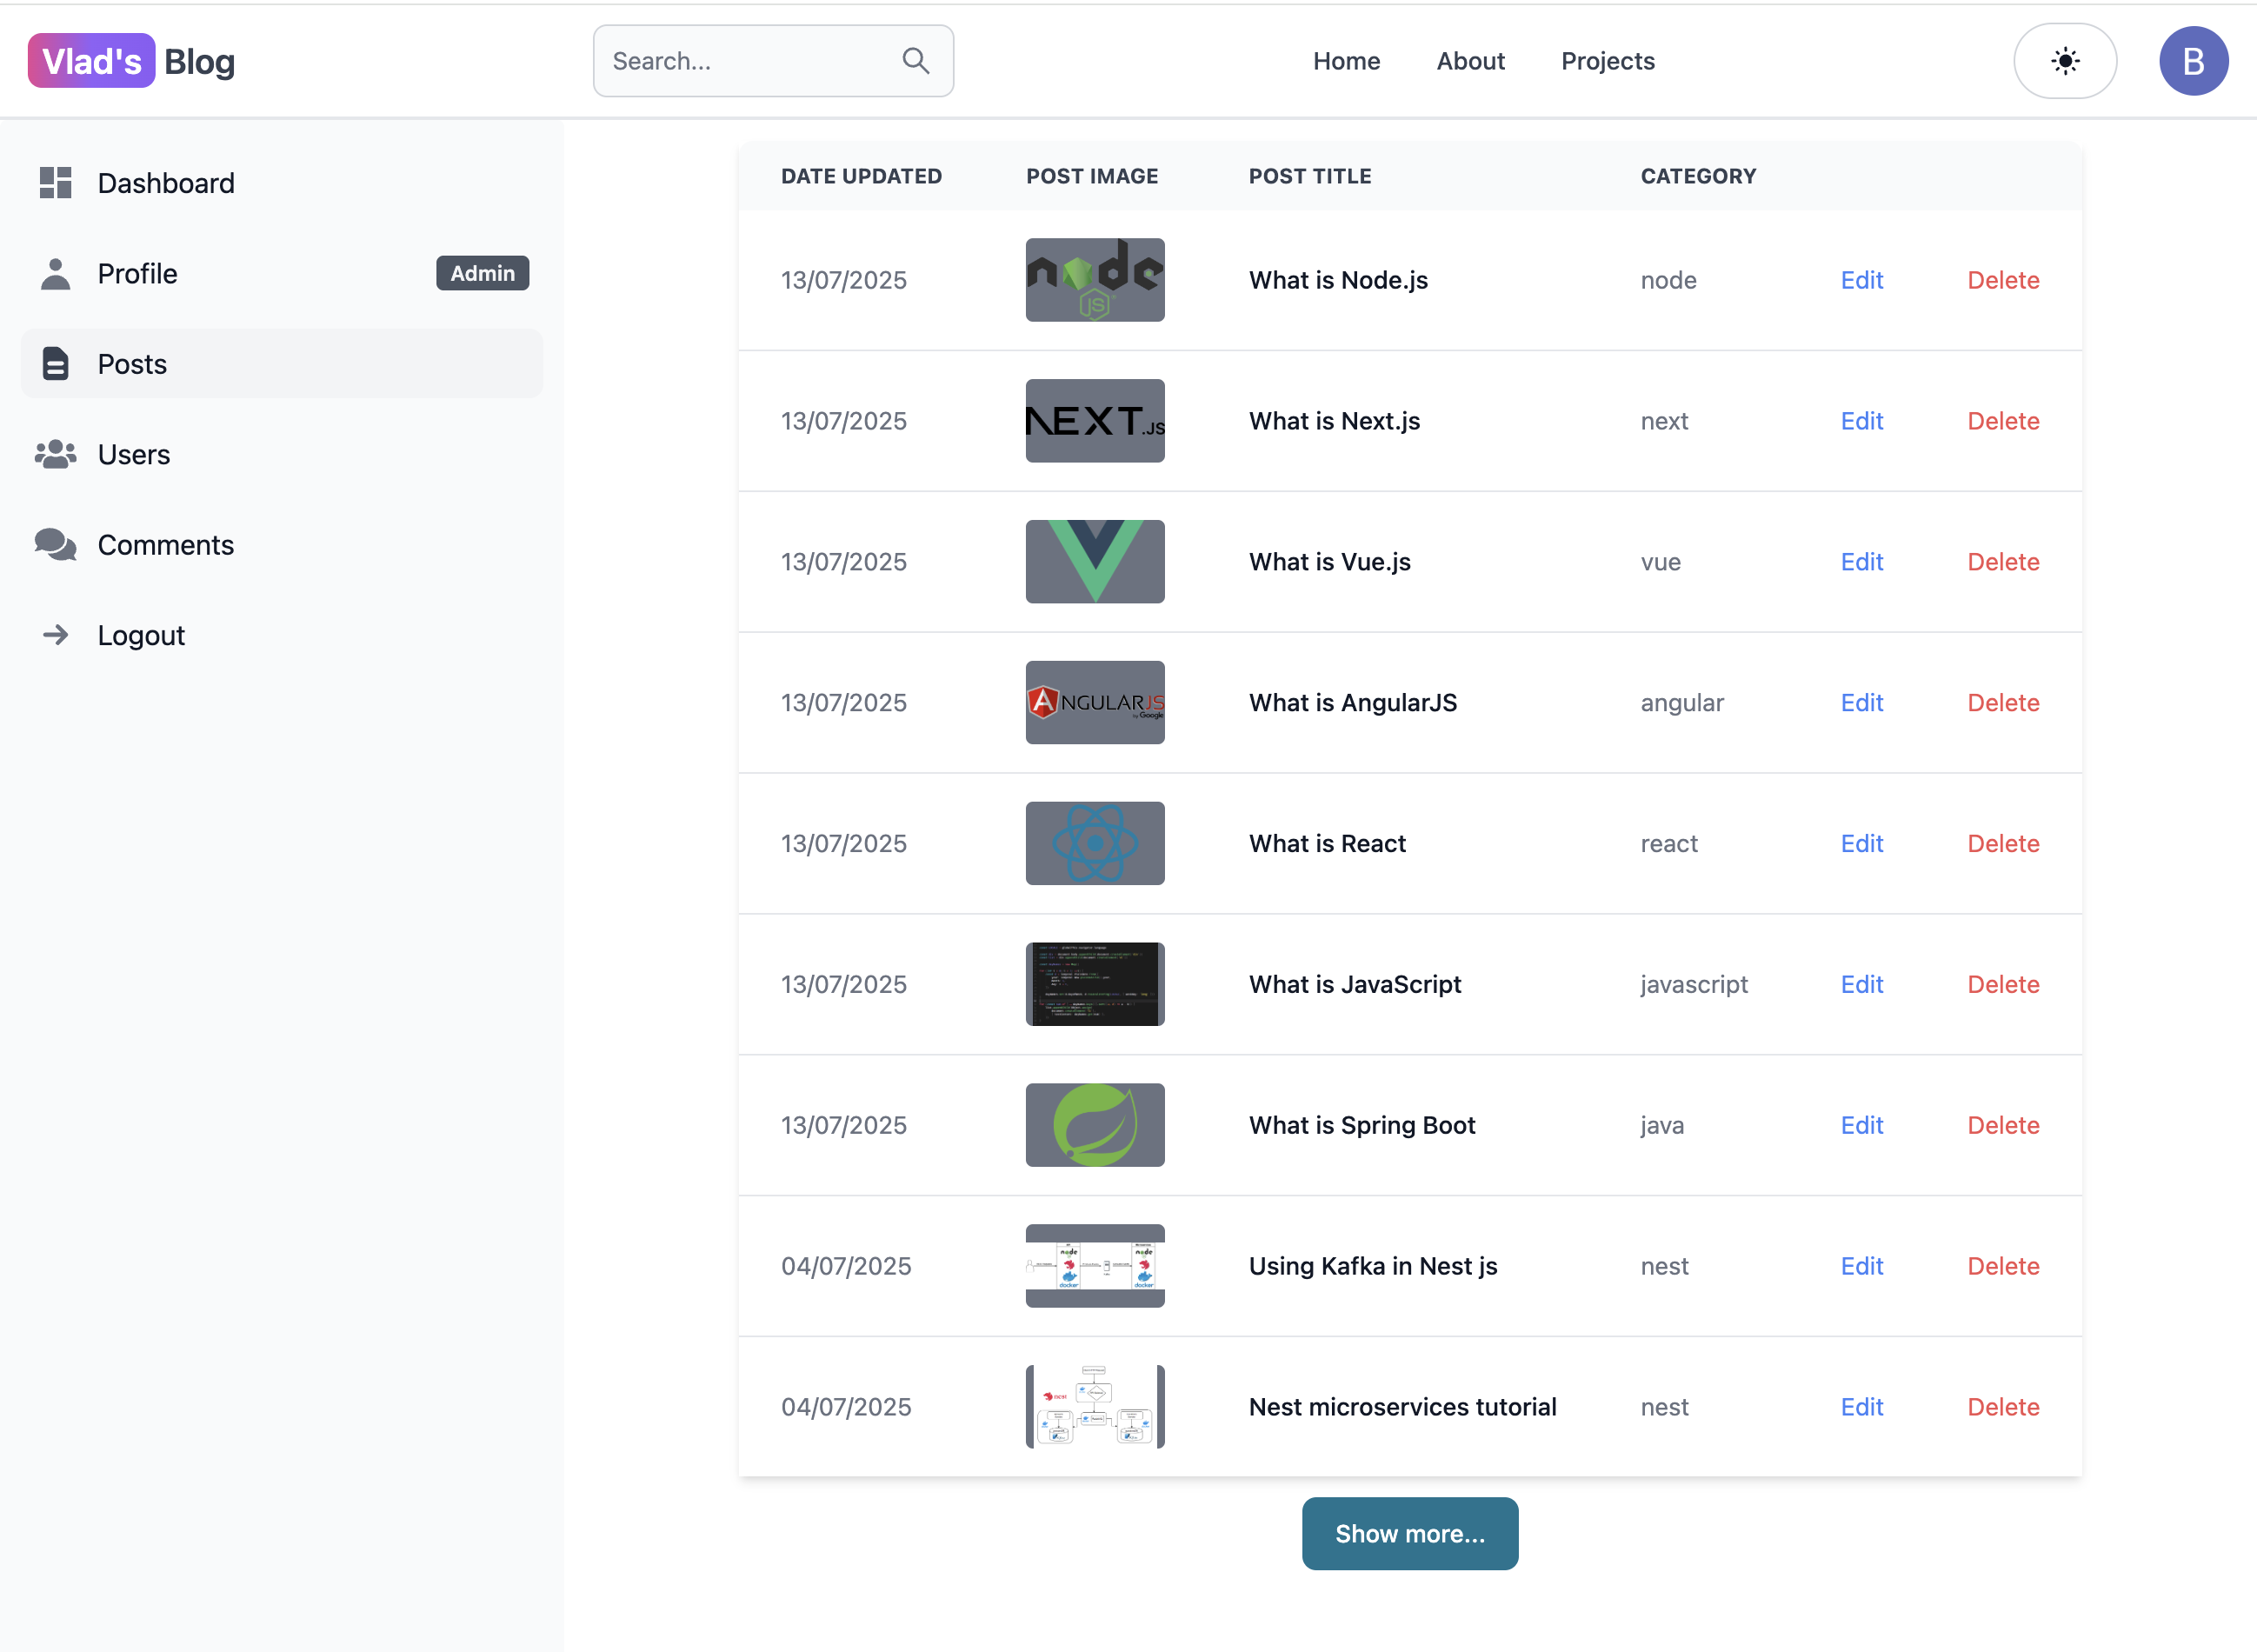 Vlad's Blog
Search...
Home About Projects
B
Dashboard
Profile Admin
Posts
Users
Comments
Logout
DATE UPDATED POST IMAGE POST TITLE CATEGORY
13/07/2025 node JS What is Node.js node Edit Delete
13/07/2025 NEXT.JS What is Next.js next Edit Delete
13/07/2025 What is Vue.js vue Edit Delete
13/07/2025 ANGULARJS by Google What is AngularJS angular Edit Delete
13/07/2025 What is React react Edit Delete
13/07/2025 What is JavaScript javascript Edit Delete
13/07/2025 What is Spring Boot java Edit Delete
04/07/2025 node docker node docker Using Kafka in Nest js nest Edit Delete
04/07/2025 Nest microservices tutorial nest Edit Delete
Show more...